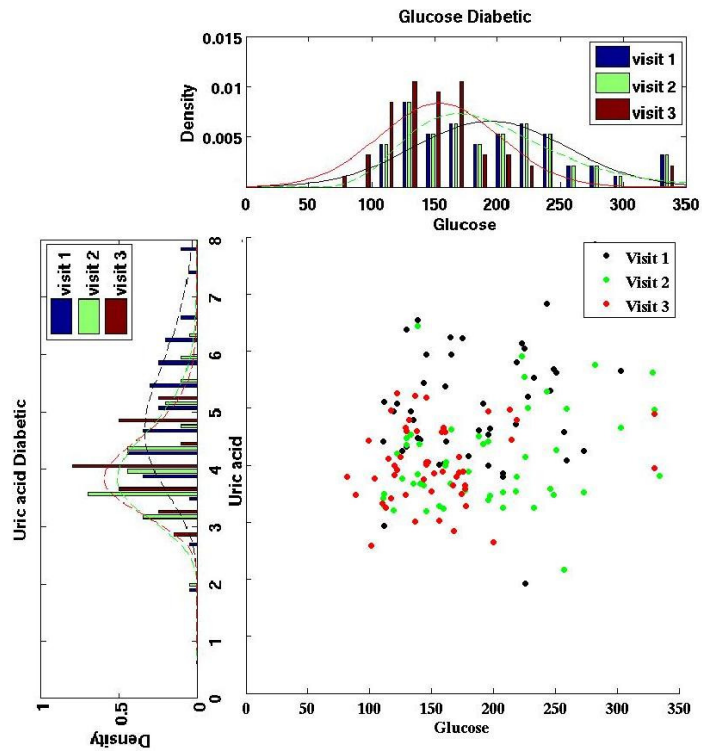 Glucose Diabetic
0.015
0.01
0.005
Density
visit 1
visit 2
visit 3
0 50 100 150 200 250 300 350
Glucose
visit 1
visit 2
visit 3
Uric acid Diabetic
0 1 2 3 4 5 6 7 8
Uric acid
1 0.5 0
Density
Visit 1
Visit 2
Visit 3
0 50 100 150 200 250 300 350
Glucose